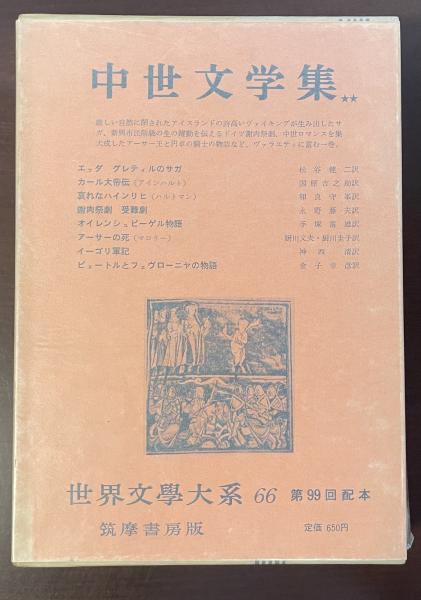 中世文学集★★
厳しい自然に閉されたアイスランドの誇高いヴァイキングが生み出したサ
ガ、新興市民階級の生の躍動を伝えるドイツ謝肉祭劇、中世ロマンスを集
大成したアーサー王と円卓の騎士の物語など、ヴァラエティに富む一巻。
エッダ グレティルのサガ 松谷健二訳
カール大帝伝（アインハルト） 国原吉之助訳
哀れなハインリヒ（ハルトマン） 相良守峯訳
謝肉祭劇 受難劇 永野藤夫訳
オイレンシュピーゲル物語 手塚富雄訳
アーサーの死（マロリー） 厨川文夫・厨川圭子訳
イーゴリ軍記 神西清訳
ピョートルとフェヴローニヤの物語 金子幸彦訳
世界文學大系 66 第99回配本
筑摩書房版 定価 650円